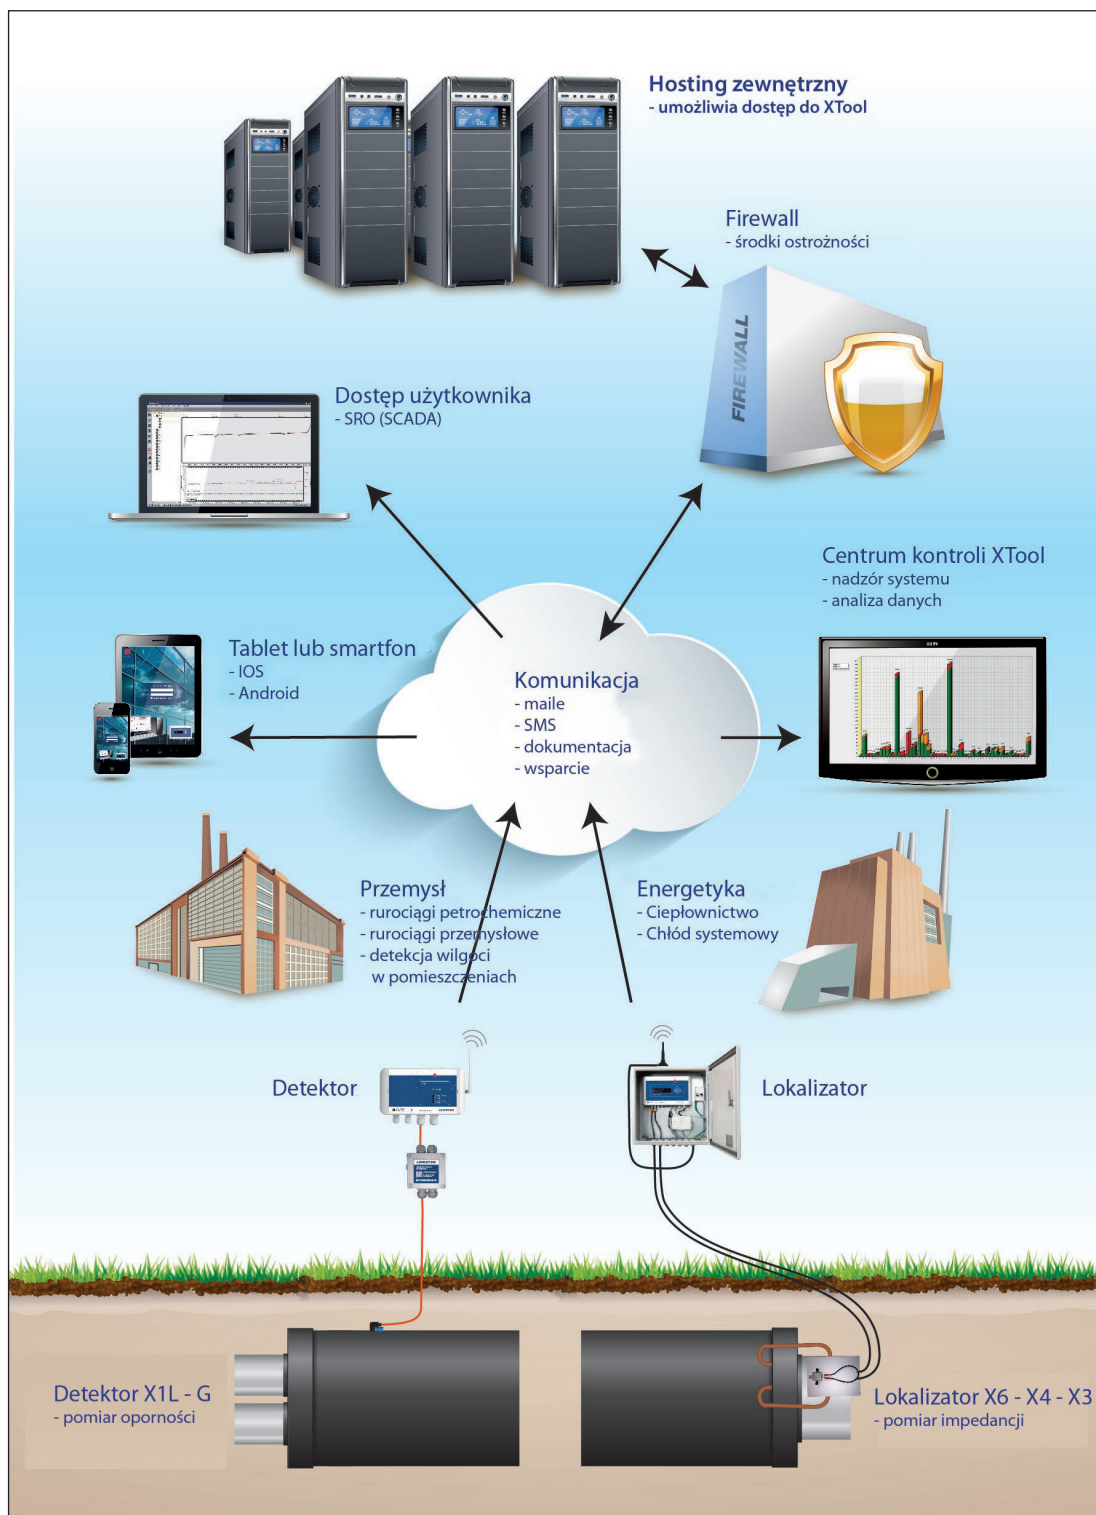 Hosting zewnętrzny
- umożliwia dostęp do XTool
Firewall
- środki ostrożności
FIREWALL
Dostęp użytkownika
- SRO (SCADA)
Centrum kontroli XTool
- nadzór systemu
- analiza danych
Tablet lub smartfon
- IOS
- Android
Komunikacja
- maile
- SMS
- dokumentacja
- wsparcie
Przemysł
- rurociągi petrochemiczne
- rurociągi przemysłowe
- detekcja wilgoci
w pomieszczeniach
Energetyka
- Ciepłownictwo
- Chłód systemowy
Detektor
Lokalizator
Detektor X1L - G
- pomiar oporności
Lokalizator X6 - X4 - X3
- pomiar impedancji